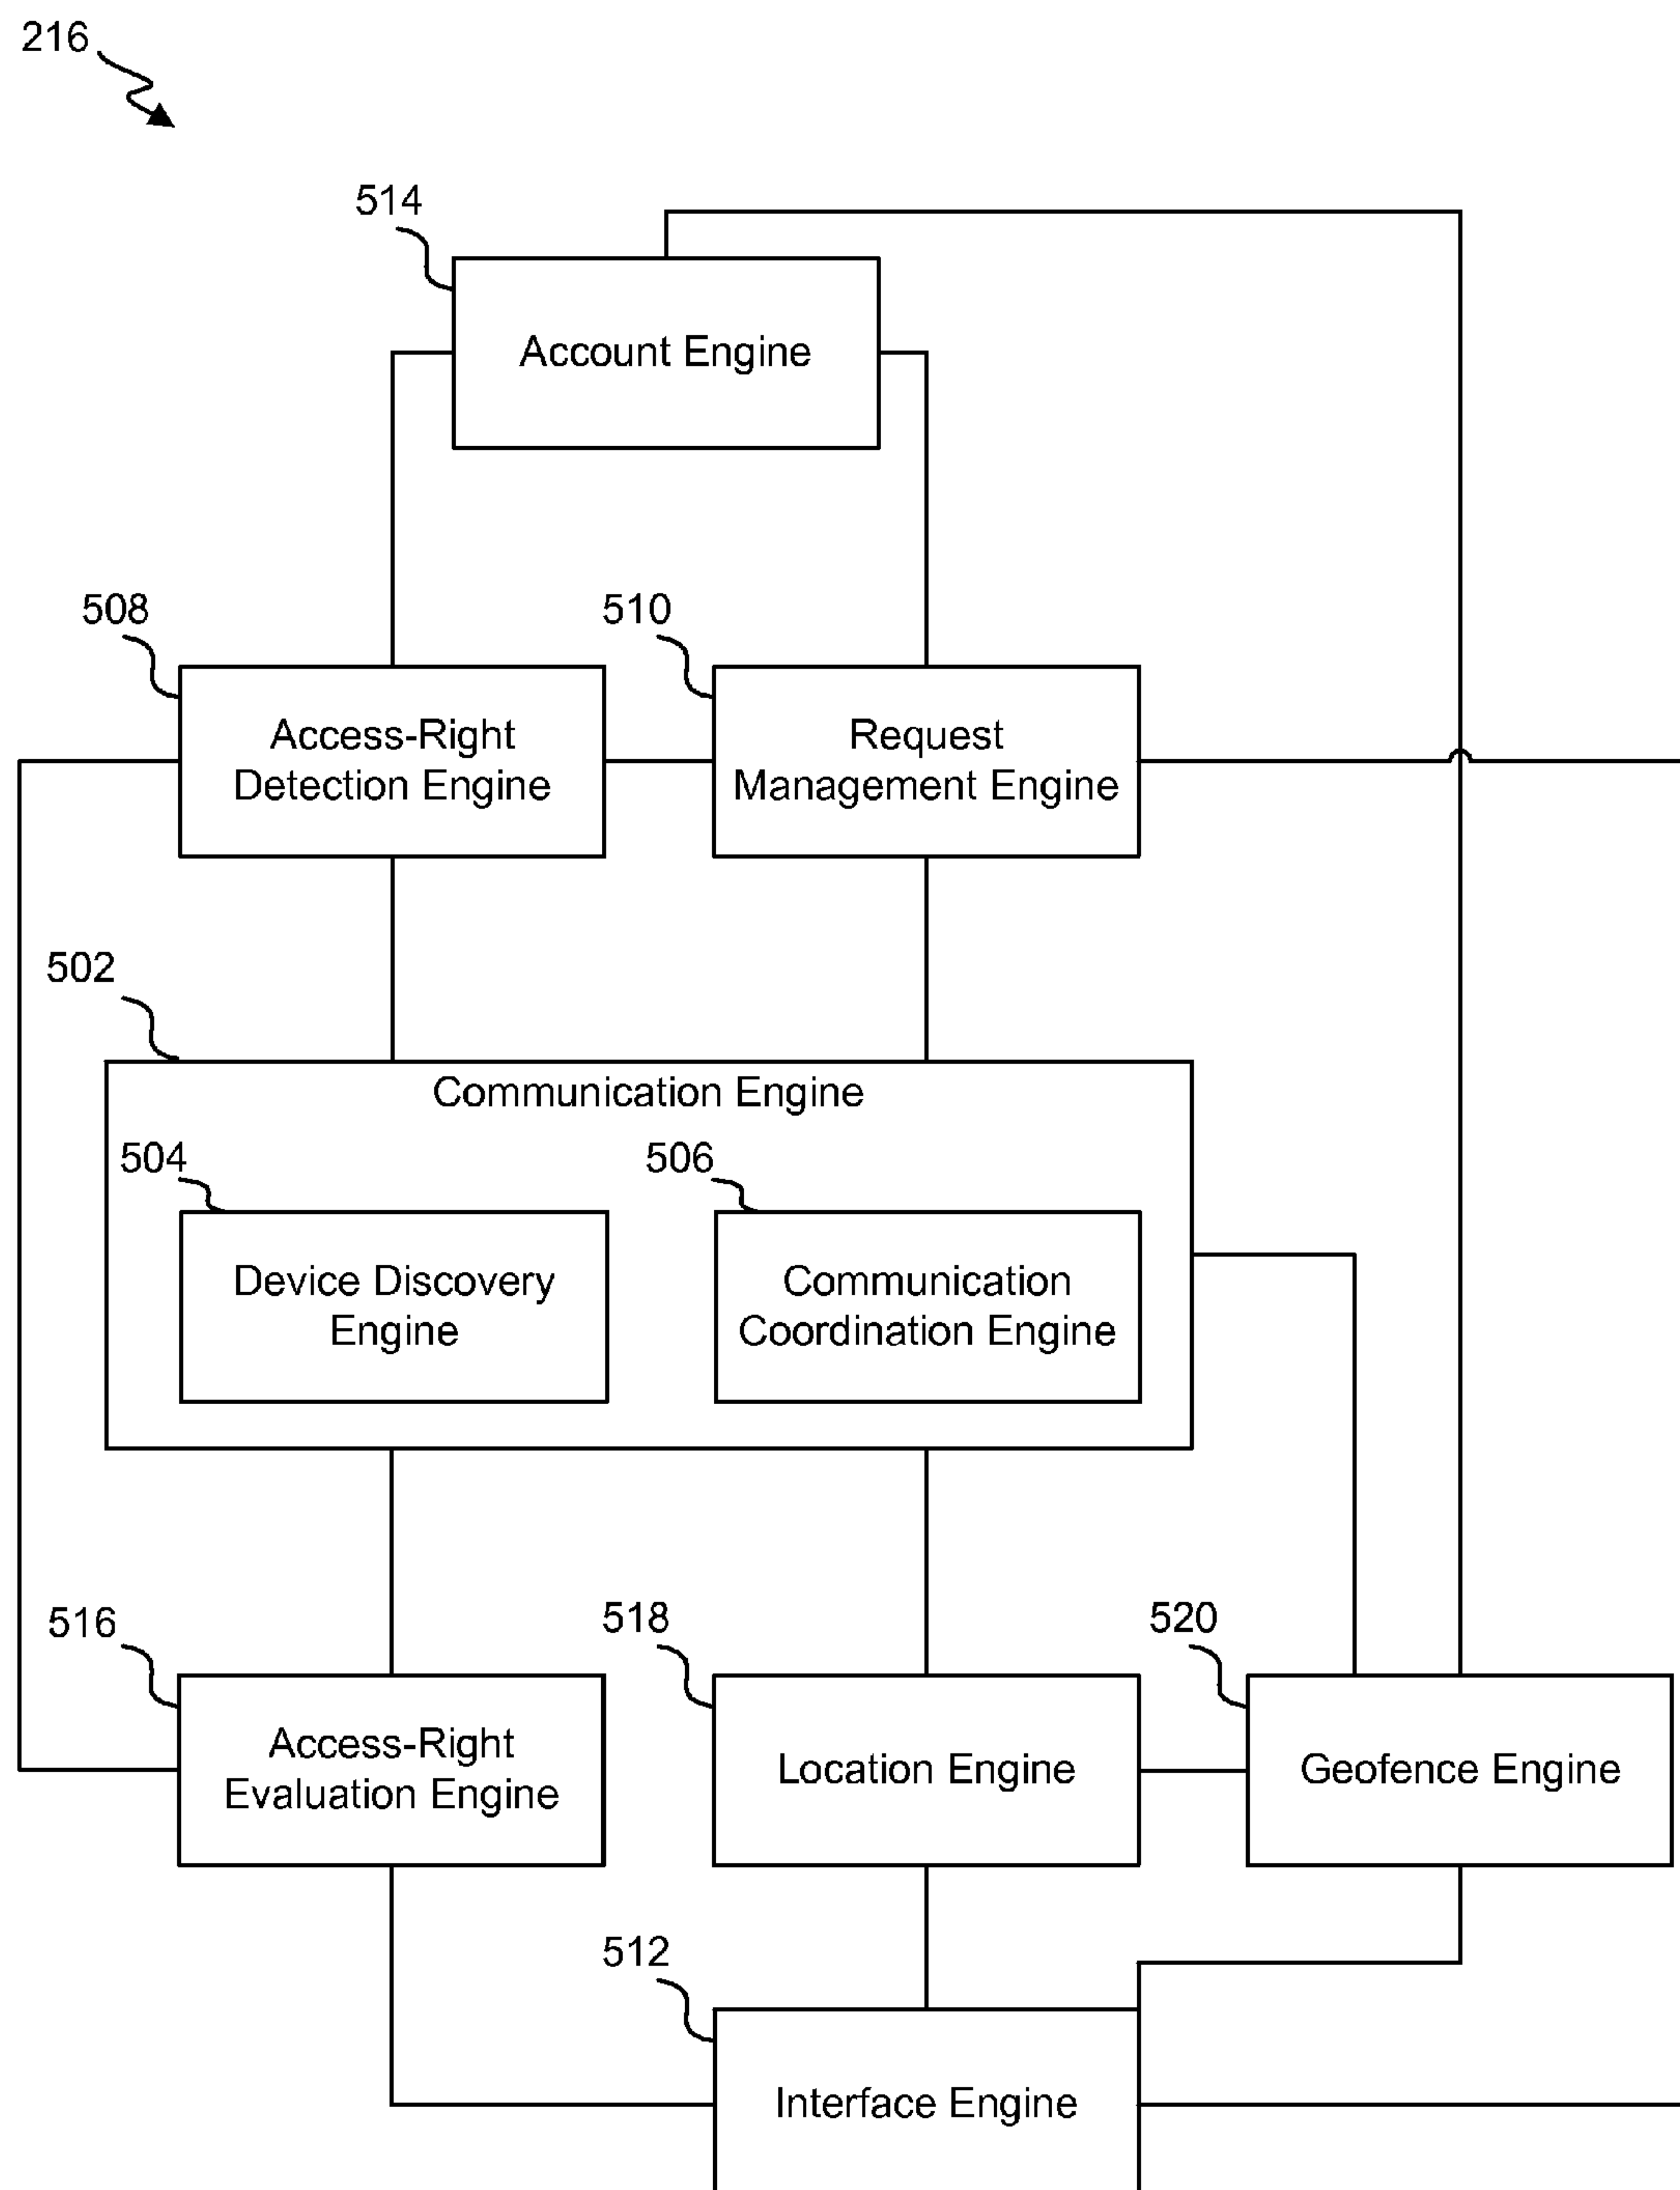 216
514
Account Engine
508
510
Access-Right
Detection Engine
Request
Management Engine
502
Communication Engine
504
506
Device Discovery
Engine
Communication
Coordination Engine
516
518
520
Access-Right
Evaluation Engine
Location Engine
Geofence Engine
512
Interface Engine